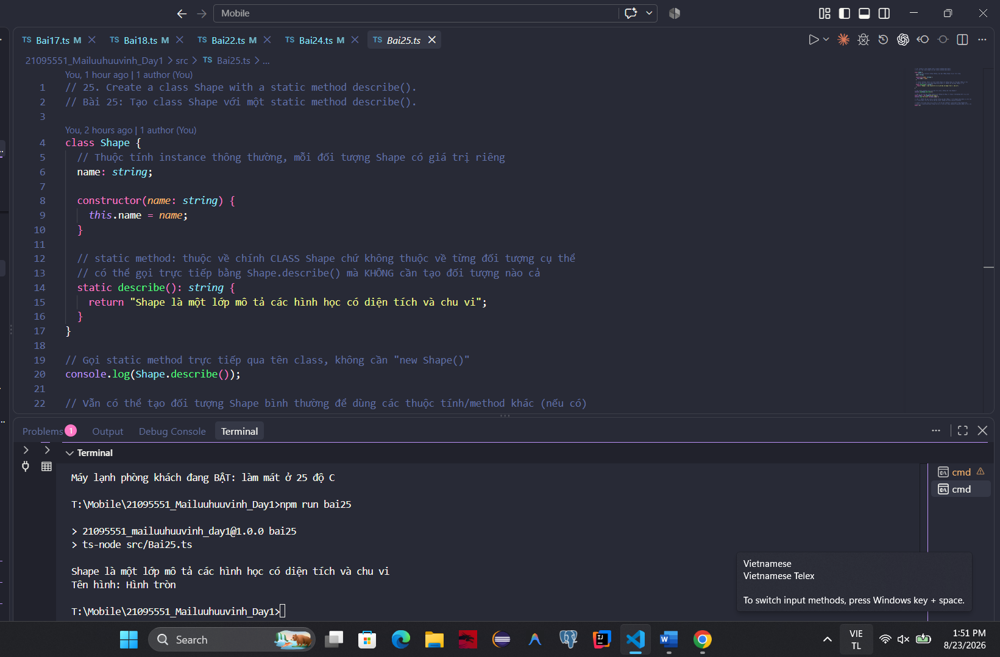 Mobile
TS Bai17.ts M
TS Bai18.ts M
TS Bai22.ts M
TS Bai24.ts M
TS Bai25.ts
21095551_Mailuuhuuvinh_Day1 > src > TS Bai25.ts > ...
You, 1 hour ago | 1 author (You)
1 // 25. Create a class Shape with a static method describe().
2 // Bài 25: Tạo class Shape với một static method describe().
3
You, 2 hours ago | 1 author (You)
4 class Shape {
5 // Thuộc tính instance thông thường, mỗi đối tượng Shape có giá trị riêng
6 name: string;
7
8 constructor(name: string) {
9 this.name = name;
10 }
11
12 // static method: thuộc về chính CLASS Shape chứ không thuộc về từng đối tượng cụ thể
13 // có thể gọi trực tiếp bằng Shape.describe() mà KHÔNG cần tạo đối tượng nào cả
14 static describe(): string {
15 return "Shape là một lớp mô tả các hình học có diện tích và chu vi";
16 }
17 }
18
19 // Gọi static method trực tiếp qua tên class, không cần "new Shape()"
20 console.log(Shape.describe());
21
22 // Vẫn có thể tạo đối tượng Shape bình thường để dùng các thuộc tính/method khác (nếu có)
Problems 1
Output
Debug Console
Terminal
Terminal
Máy lạnh phòng khách đang BẬT: làm mát ở 25 độ C
T:\Mobile\21095551_Mailuuhuuvinh_Day1>npm run bai25
> 21095551_mailuuhuuvinh_day1@1.0.0 bai25
> ts-node src/Bai25.ts
Shape là một lớp mô tả các hình học có diện tích và chu vi
Tên hình: Hình tròn
T:\Mobile\21095551_Mailuuhuuvinh_Day1>
cmd
cmd
Vietnamese
Vietnamese Telex
To switch input methods, press Windows key + space.
Search
VIE
TL
1:51 PM
8/23/2026